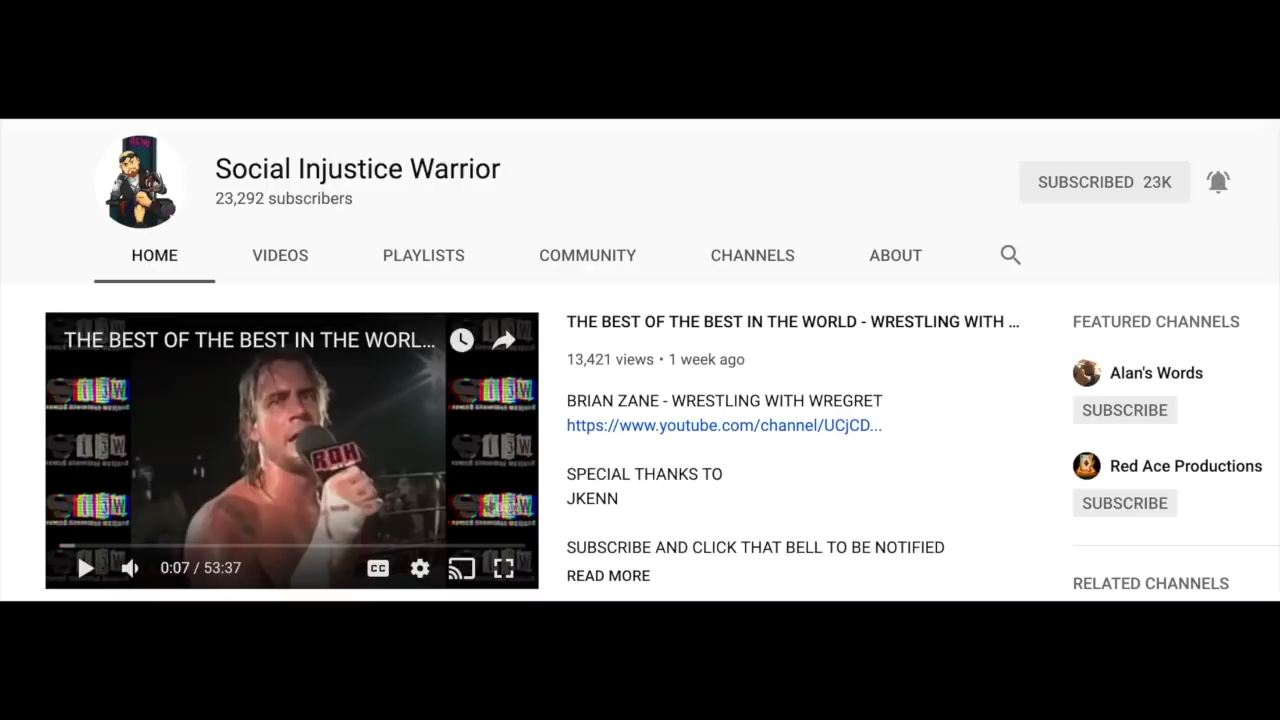 Social Injustice Warrior
23,292 subscribers
SUBSCRIBED 23K
HOME
VIDEOS
PLAYLISTS
COMMUNITY
CHANNELS
ABOUT
THE BEST OF THE BEST IN THE WORL...
ROH
0:07 / 53:37
CC
THE BEST OF THE BEST IN THE WORLD - WRESTLING WITH ...
13,421 views • 1 week ago
BRIAN ZANE - WRESTLING WITH WREGRET
https://www.youtube.com/channel/UCjCD...
SPECIAL THANKS TO
JKENN
SUBSCRIBE AND CLICK THAT BELL TO BE NOTIFIED
READ MORE
FEATURED CHANNELS
Alan's Words
SUBSCRIBE
Red Ace Productions
SUBSCRIBE
RELATED CHANNELS